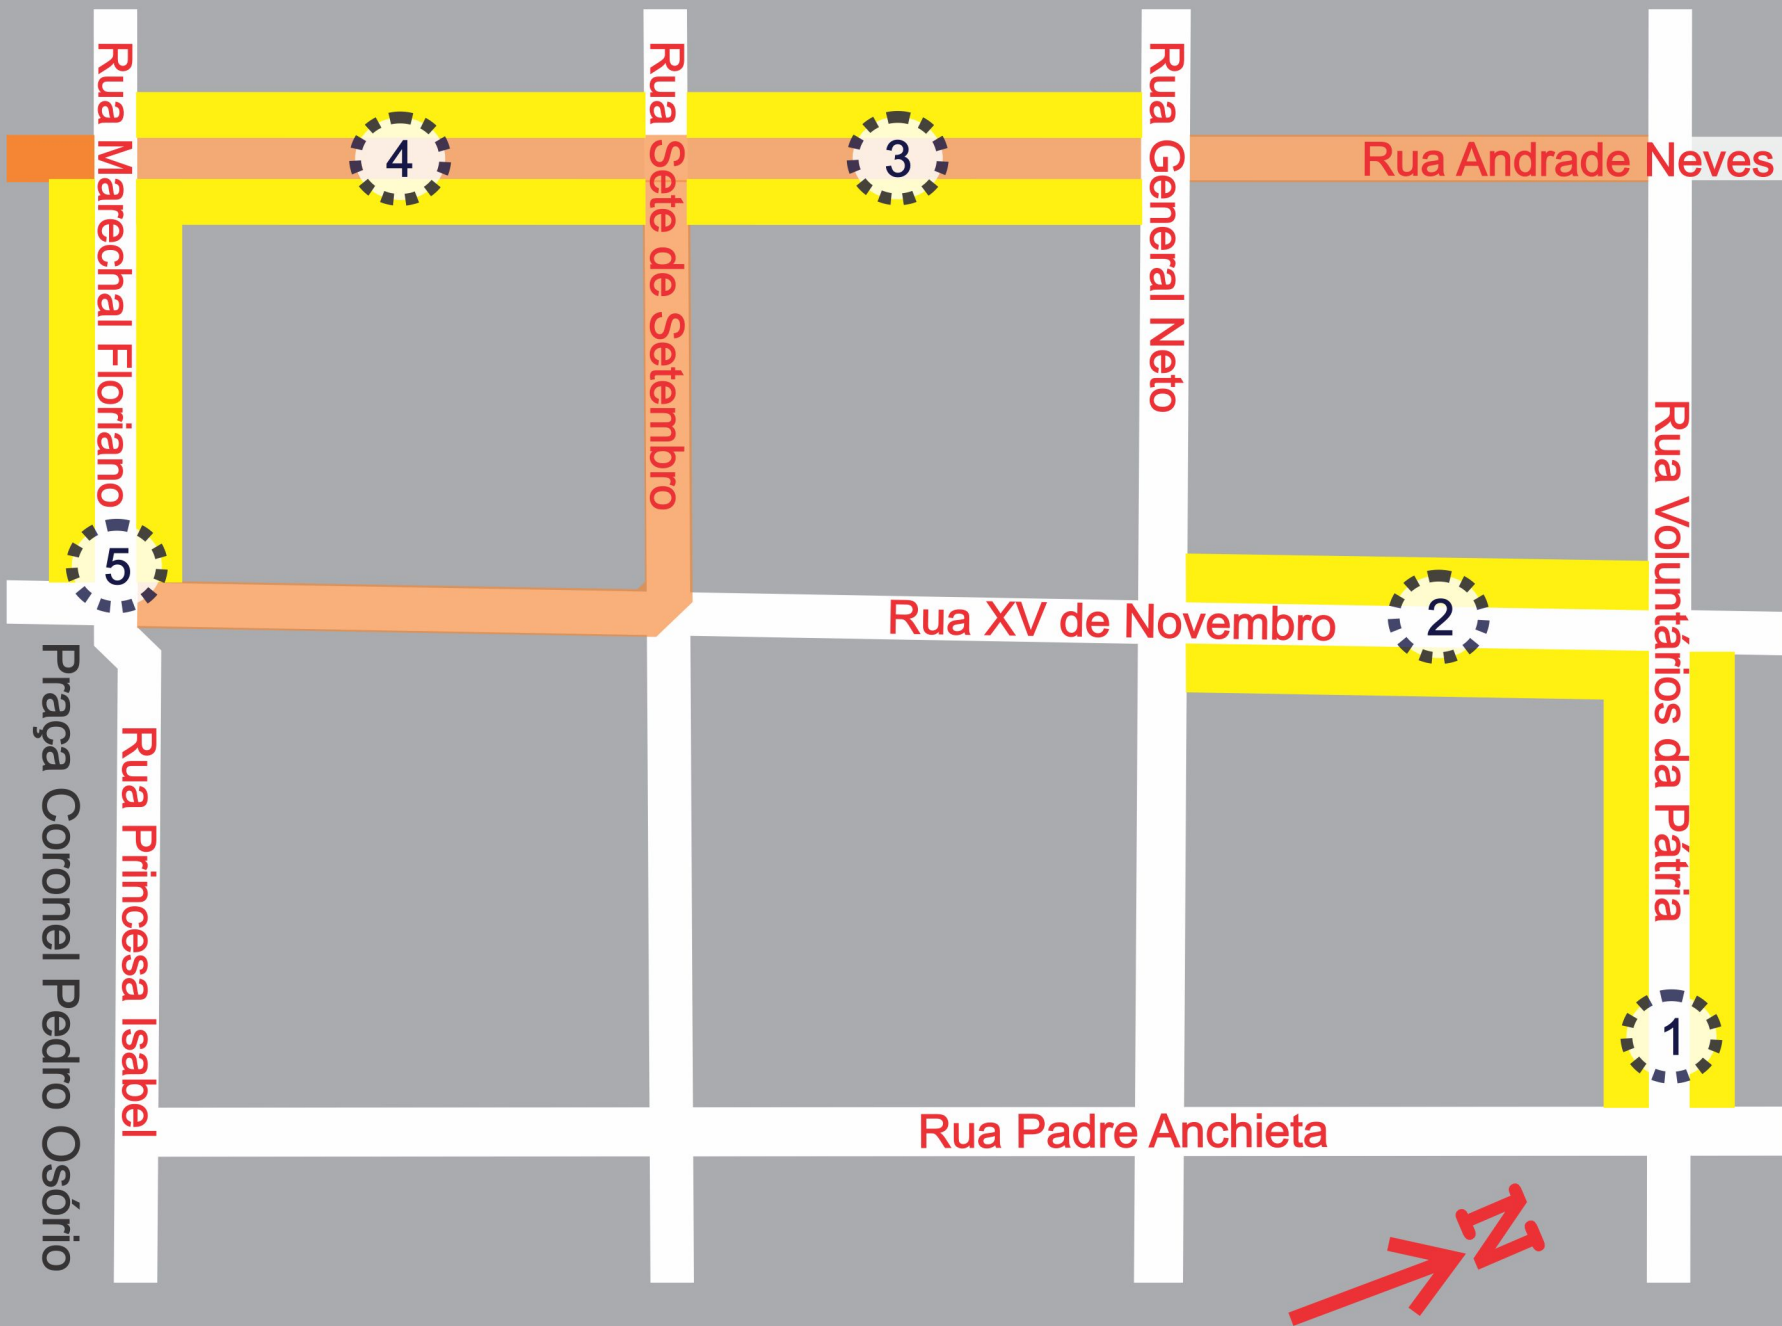 Rua Marechal Floriano
Rua Sete de Setembro
Rua General Neto
4
3
Rua Andrade Neves
Rua Voluntários da Pátria
5
Rua XV de Novembro
2
Praça Coronel Pedro Osório
Rua Princesa Isabel
1
Rua Padre Anchieta
N